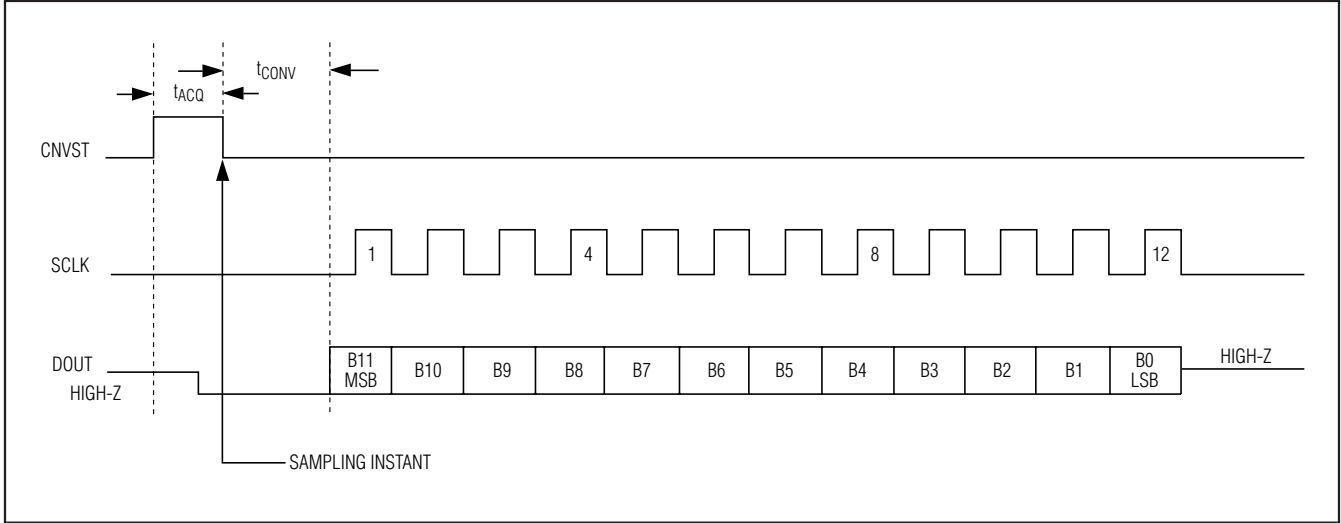 tCONV
tACQ
CNVST
SCLK
1
4
8
12
DOUT
HIGH-Z
B11
MSB
B10
B9
B8
B7
B6
B5
B4
B3
B2
B1
B0
LSB
HIGH-Z
SAMPLING INSTANT